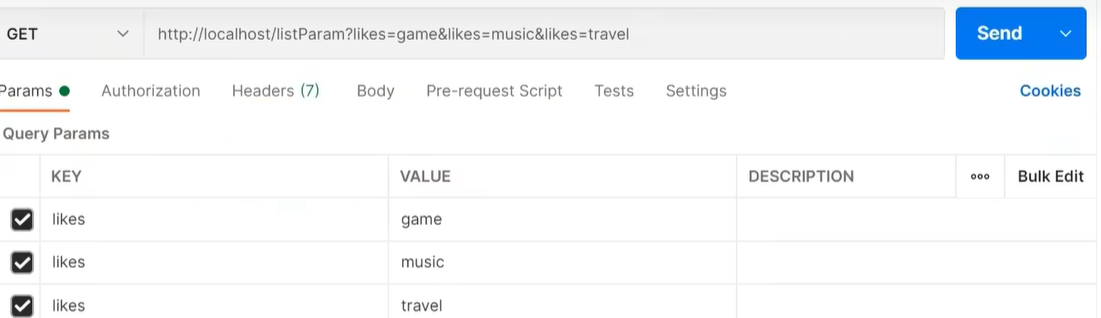 GET http://localhost/listParam?likes=game&likes=music&likes=travel Send
Params Authorization Headers (7) Body Pre-request Script Tests Settings Cookies
Query Params
KEY VALUE DESCRIPTION Bulk Edit
likes game
likes music
likes travel